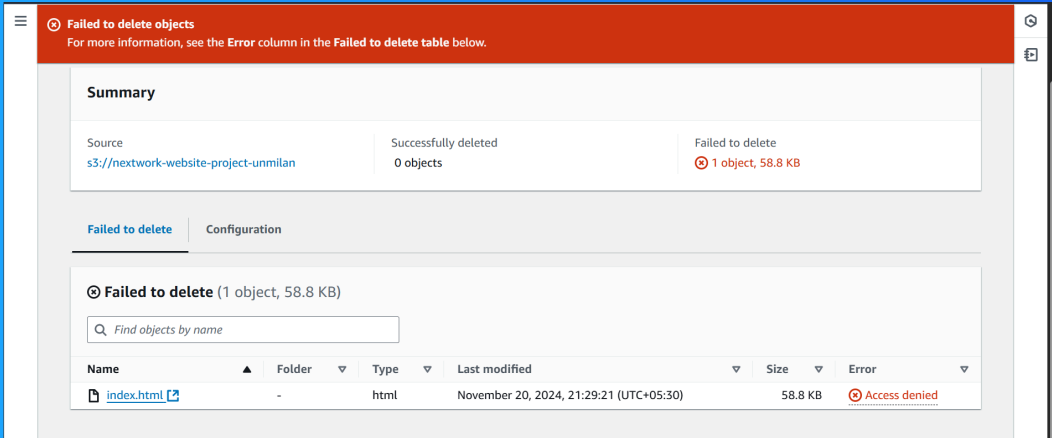 Failed to delete objects
For more information, see the Error column in the Failed to delete table below.
Summary
Source
Successfully deleted
Failed to delete
s3://nextwork-website-project-unmilan
0 objects
1 object, 58.8 KB
Failed to delete
Configuration
Failed to delete (1 object, 58.8 KB)
Find objects by name
Name Folder Type Last modified Size Error
index.html - html November 20, 2024, 21:29:21 (UTC+05:30) 58.8 KB Access denied